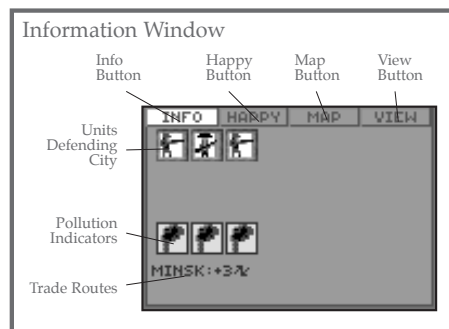 Information Window
Info Button
Happy Button
Map Button
View Button
INFO HAPPY MAP VIEW
Units Defending City
Pollution Indicators
MINSK:+3
Trade Routes